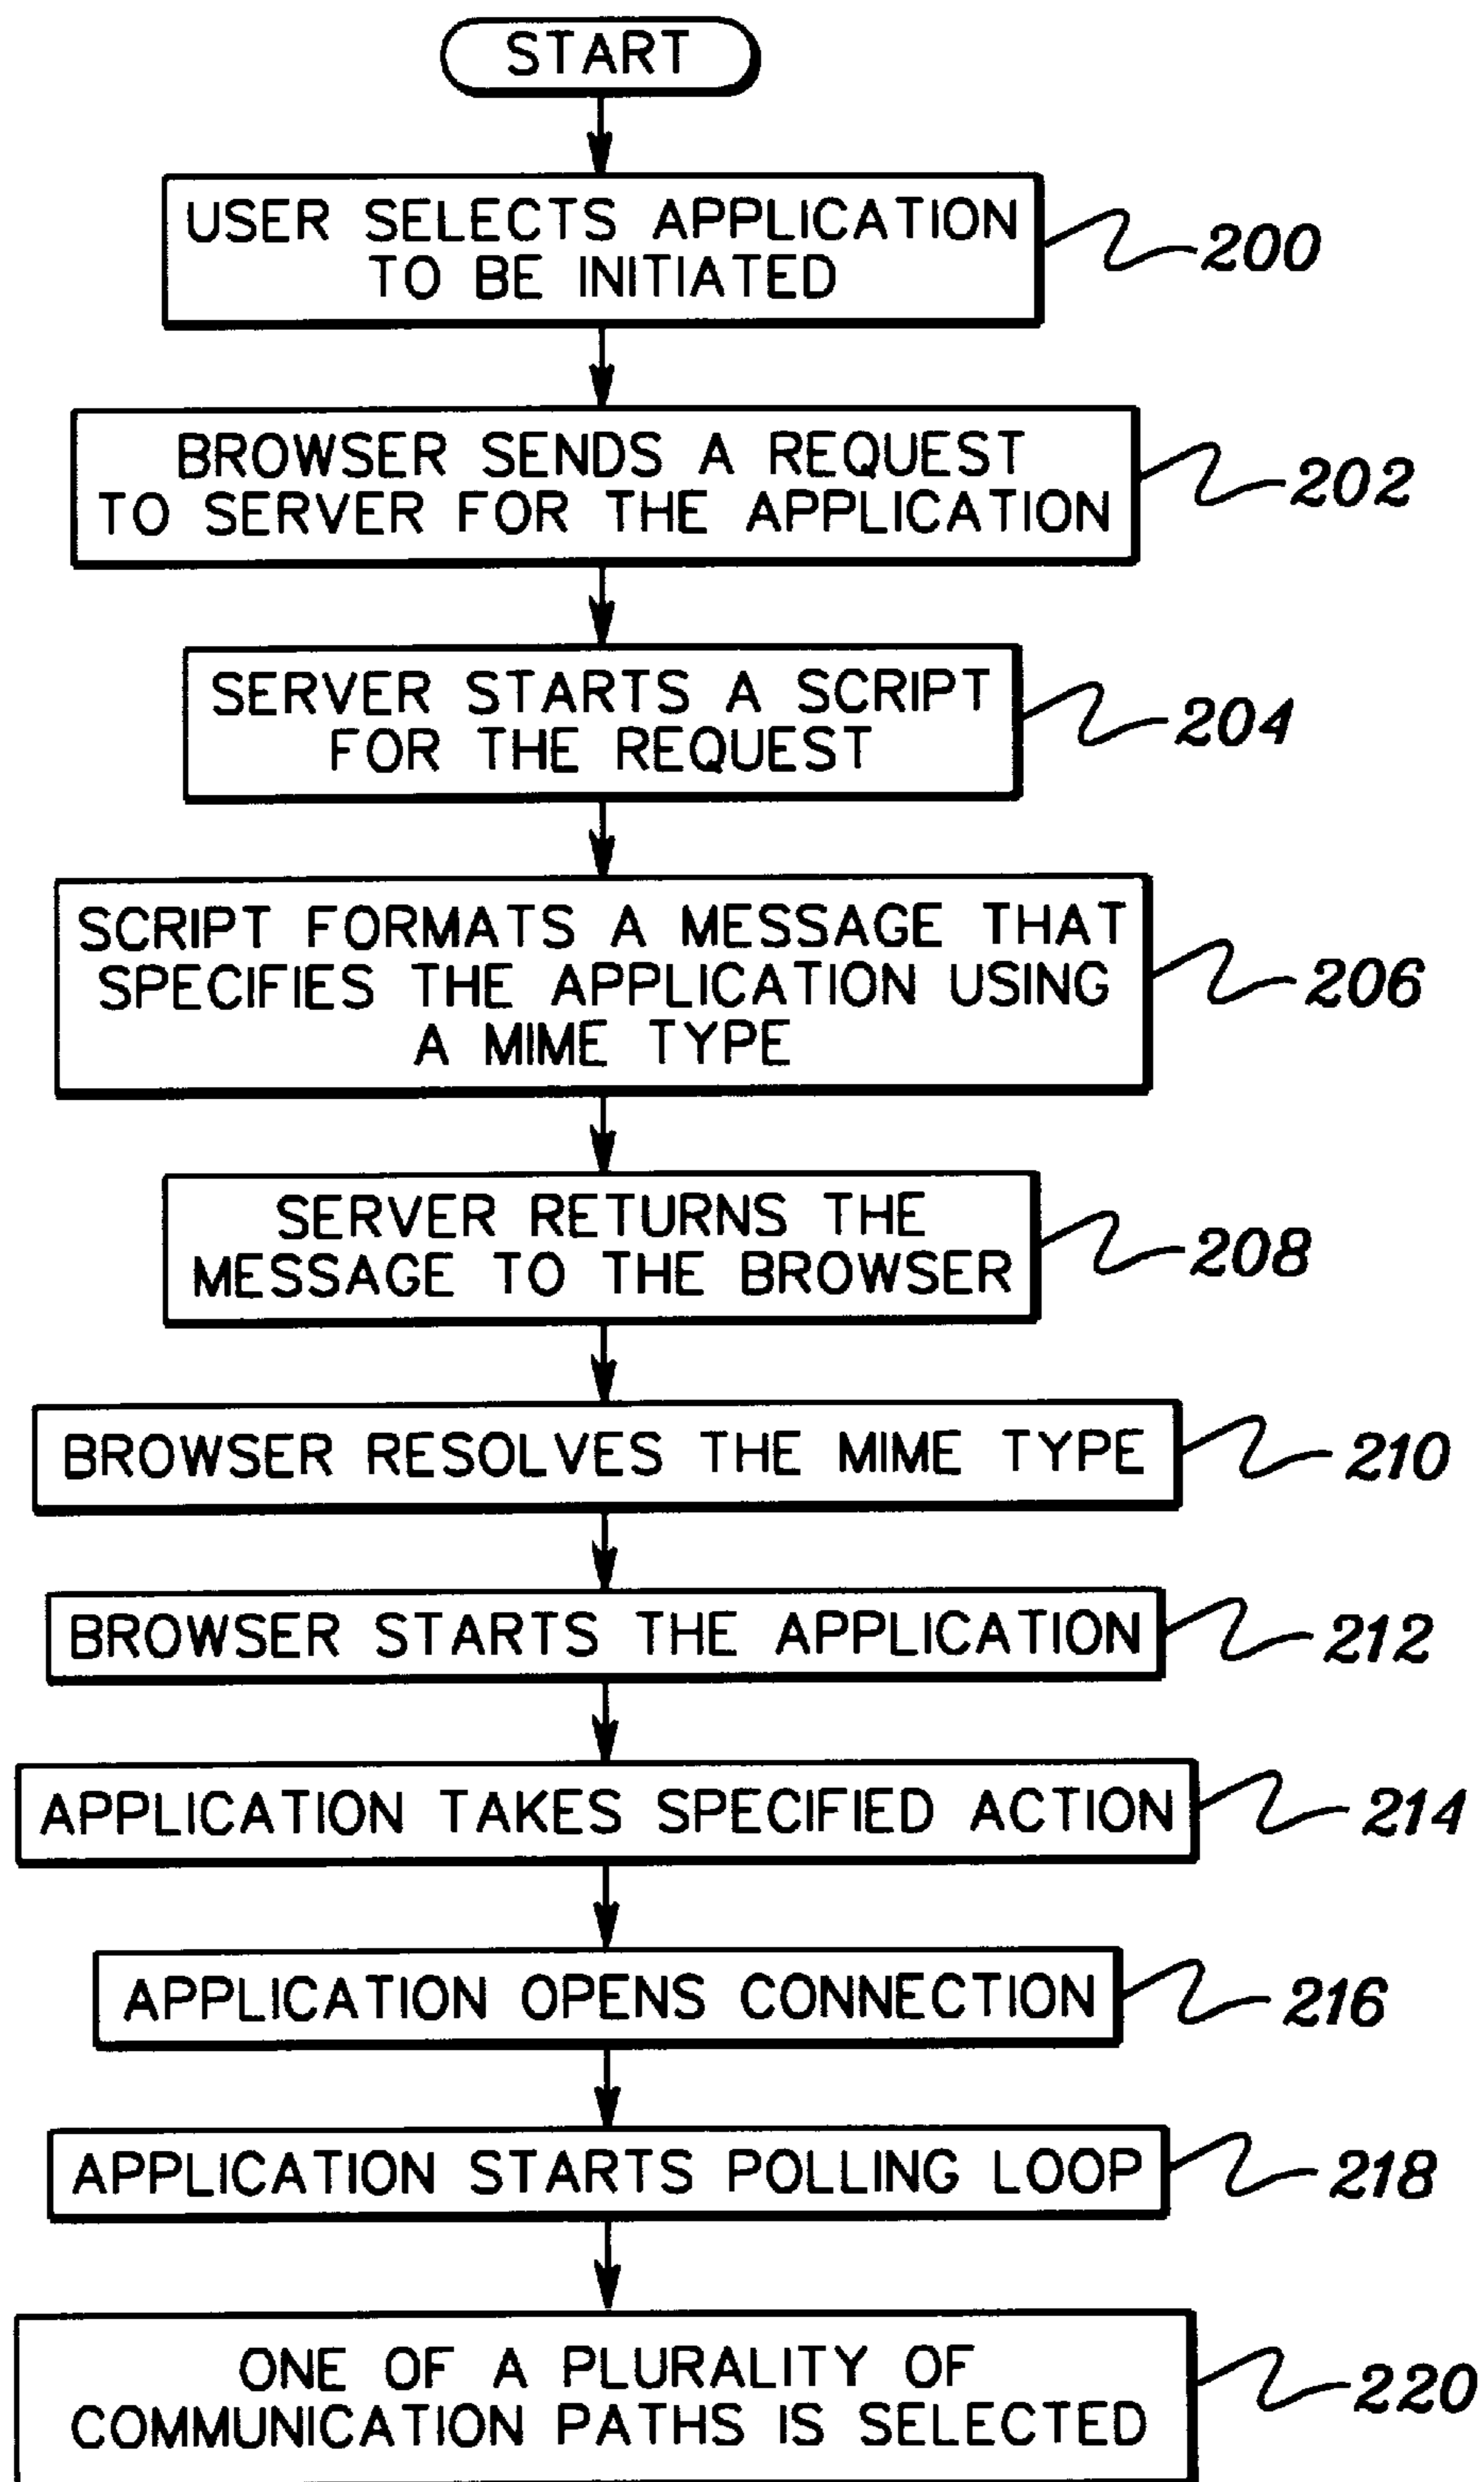 START
USER SELECTS APPLICATION
TO BE INITIATED
200
BROWSER SENDS A REQUEST
TO SERVER FOR THE APPLICATION
202
SERVER STARTS A SCRIPT
FOR THE REQUEST
204
SCRIPT FORMATS A MESSAGE THAT
SPECIFIES THE APPLICATION USING
A MIME TYPE
206
SERVER RETURNS THE
MESSAGE TO THE BROWSER
208
BROWSER RESOLVES THE MIME TYPE
210
BROWSER STARTS THE APPLICATION
212
APPLICATION TAKES SPECIFIED ACTION
214
APPLICATION OPENS CONNECTION
216
APPLICATION STARTS POLLING LOOP
218
ONE OF A PLURALITY OF
COMMUNICATION PATHS IS SELECTED
220